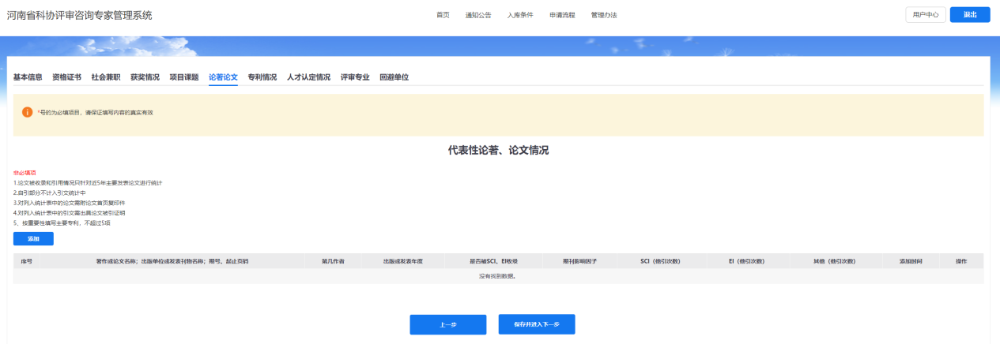 河南省科协评审咨询专家管理系统 首页 通知公告 入库条件 申请流程 管理办法 用户中心 退出
基本信息 资格证书 社会兼职 获奖情况 项目课题 论著论文 专利情况 人才认定情况 评审专业 回避单位
*号的为必填项目，请保证填写内容的真实有效
代表性论著、论文情况
非必填项
1.论文被收录和引用情况只针对近5年主要发表论文进行统计
2.自引部分不计入引文统计中
3.对列入统计表中的论文需附论文首页复印件
4.对列入统计表中的引文需出具论文被引证明
5、按重要性填写主要专利，不超过5项
添加
序号 著作或论文名称；出版单位或发表刊物名称；期号、起止页码 第几作者 出版或发表年度 是否被SCI、EI收录 期刊影响因子 SCI（他引次数） EI（他引次数） 其他（他引次数） 添加时间 操作
没有找到数据。
上一步 保存并进入下一步